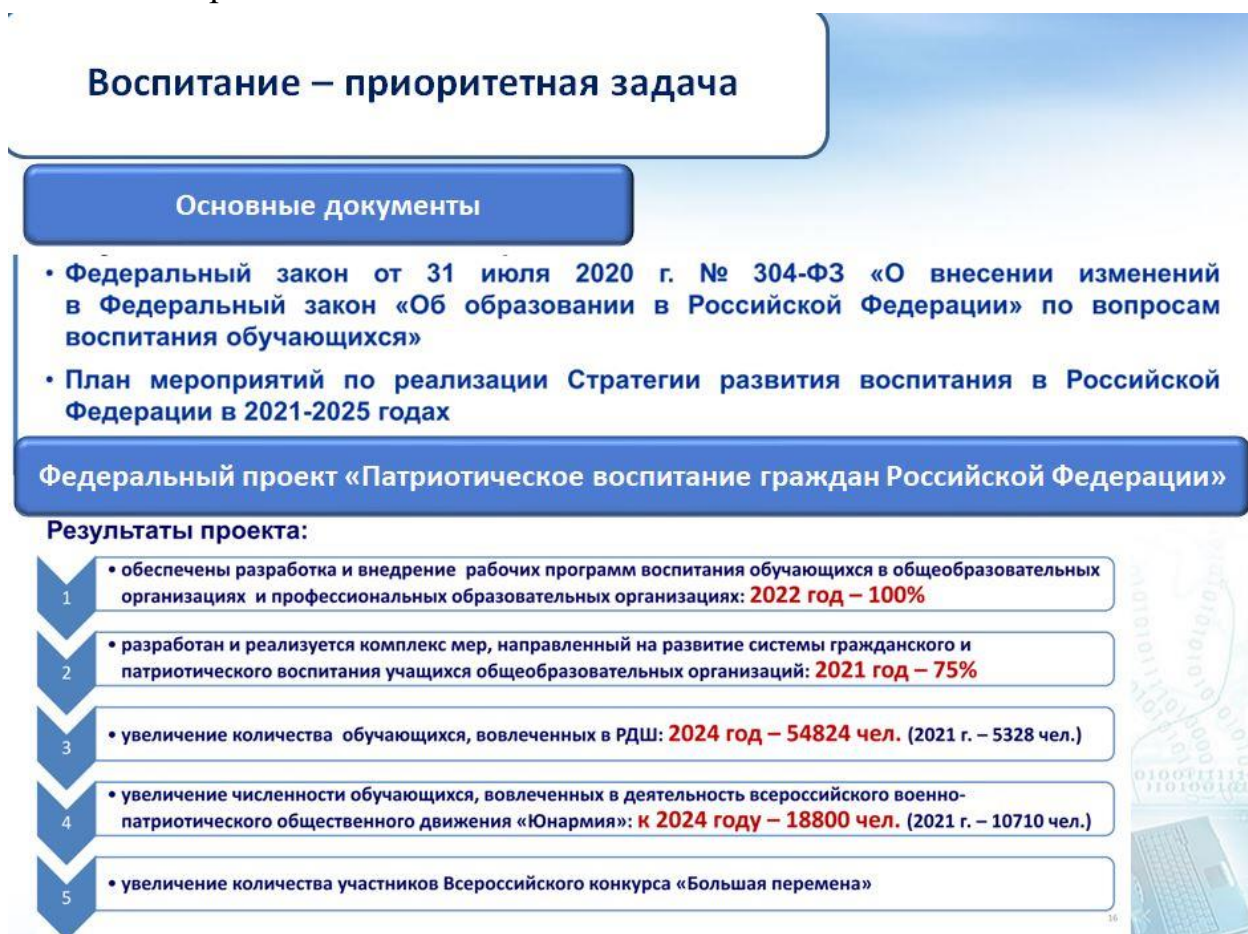 Воспитание – приоритетная задача
Основные документы
• Федеральный закон от 31 июля 2020 г. № 304-ФЗ «О внесении изменений
в Федеральный закон «Об образовании в Российской Федерации» по вопросам
воспитания обучающихся»
• План мероприятий по реализации Стратегии развития воспитания в Российской
Федерации в 2021-2025 годах
Федеральный проект «Патриотическое воспитание граждан Российской Федерации»
Результаты проекта:
1
• обеспечены разработка и внедрение рабочих программ воспитания обучающихся в общеобразовательных
организациях и профессиональных образовательных организациях: 2022 год – 100%
2
• разработан и реализуется комплекс мер, направленный на развитие системы гражданского и
патриотического воспитания учащихся общеобразовательных организаций: 2021 год – 75%
3
• увеличение количества обучающихся, вовлеченных в РДШ: 2024 год – 54824 чел. (2021 г. – 5328 чел.)
4
• увеличение численности обучающихся, вовлеченных в деятельность всероссийского военно-
патриотического общественного движения «Юнармия»: к 2024 году – 18800 чел. (2021 г. – 10710 чел.)
5
• увеличение количества участников Всероссийского конкурса «Большая перемена»
16